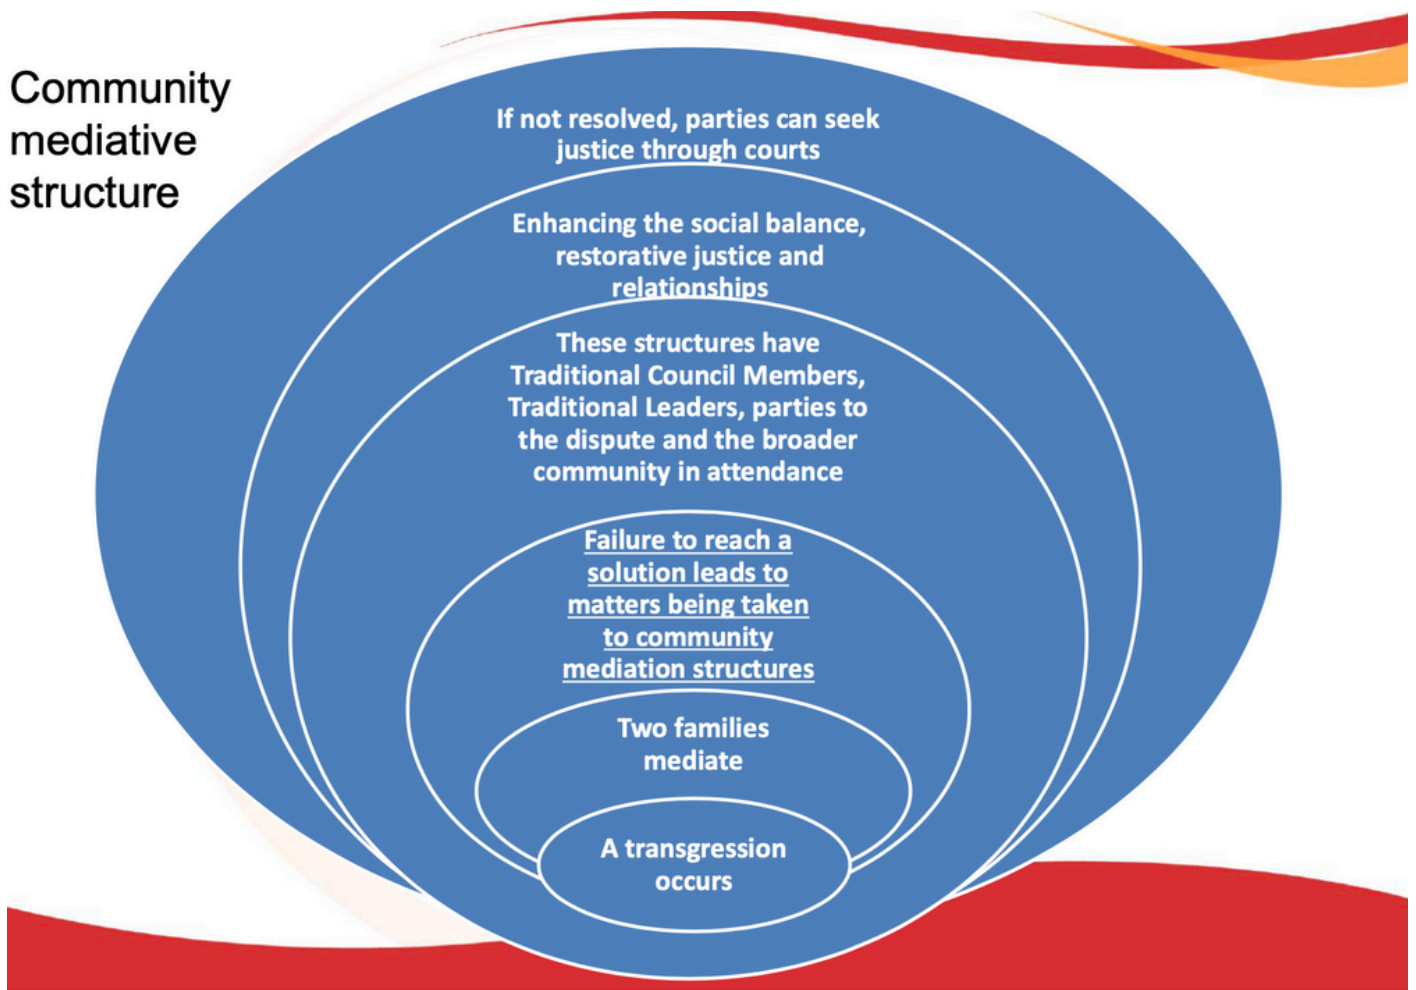 Community
mediative
structure
If not resolved, parties can seek
justice through courts
Enhancing the social balance,
restorative justice and
relationships
These structures have
Traditional Council Members,
Traditional Leaders, parties to
the dispute and the broader
community in attendance
Failure to reach a
solution leads to
matters being taken
to community
mediation structures
Two families
mediate
A transgression
occurs